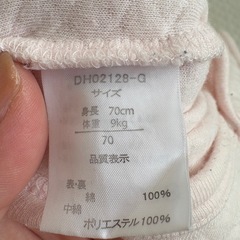 DH02128-G
サイズ
身長 70cm
体重 9kg
70
品質表示
表・裏
綿 100%
中綿
ポリエステル100%